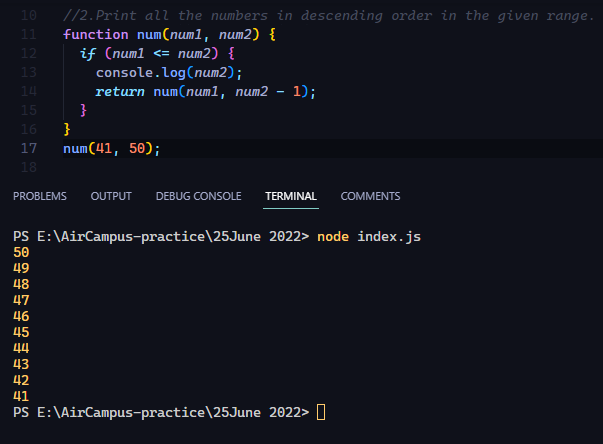 10 //2.Print all the numbers in descending order in the given range.
11 function num(num1, num2) {
12 if (num1 <= num2) {
13 console.log(num2);
14 return num(num1, num2 - 1);
15 }
16 }
17 num(41, 50);
18
PROBLEMS OUTPUT DEBUG CONSOLE TERMINAL COMMENTS
PS E:\AirCampus-practice\25June 2022> node index.js
50
49
48
47
46
45
44
43
42
41
PS E:\AirCampus-practice\25June 2022>